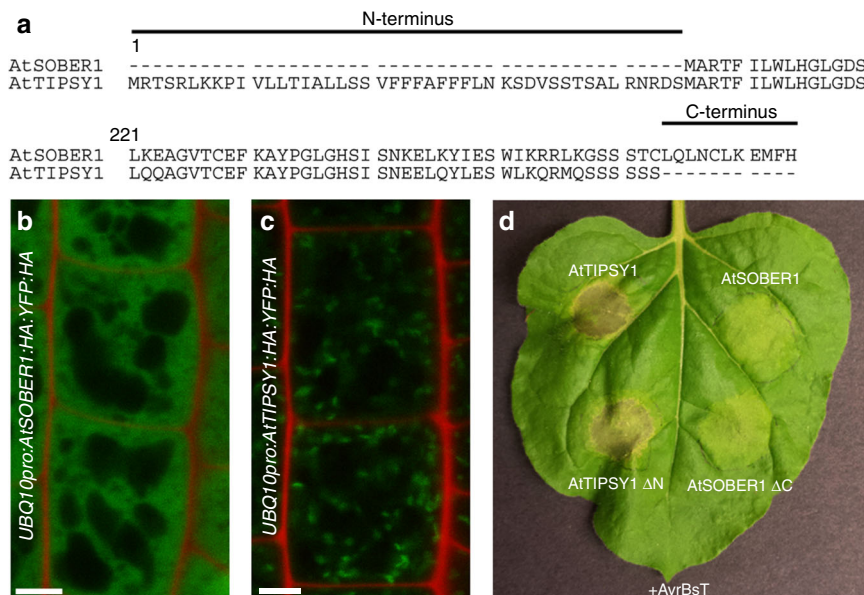 a
N-terminus
1
AtSOBER1 ---------- ---------- ---------- ---------- ---------- -----MARTF ILWLHGLGDS
AtTIPSY1 MRTSRLKKPI VLLTIALLSS VFFFAFFFLN KSDVSSTSAL RNRDSMARTF ILWLHGLGDS
C-terminus
221
AtSOBER1 LKEAGVTCEF KAYPGLGHSI SNKELKYIES WIKRRLKGSS STCLQLNCLK EMFH
AtTIPSY1 LQQAGVTCEF KAYPGLGHSI SNEELQYLES WLKQRMQSSS SSS------- ----
b
UBQ10pro:AtSOBER1:HA:YFP:HA
c
UBQ10pro:AtTIPSY1:HA:YFP:HA
d
AtTIPSY1
AtSOBER1
AtTIPSY1 ΔN
AtSOBER1 ΔC
+AvrBsT